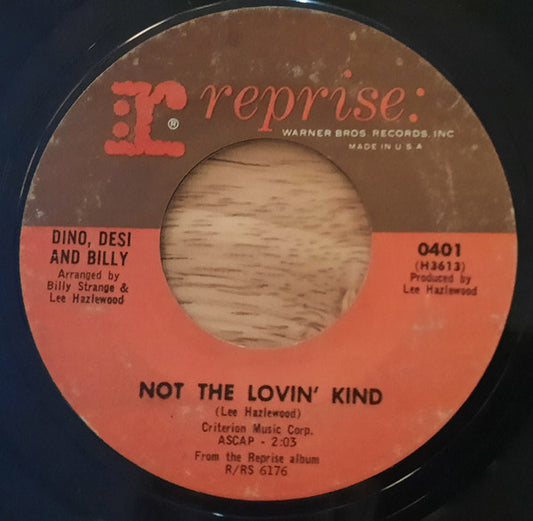 r® reprise:
WARNER BROS. RECORDS, INC
MADE IN U.S.A
DINO, DESI
AND BILLY
Arranged by
Billy Strange &
Lee Hazlewood
0401
(H3613)
Produced by
Lee Hazlewood
NOT THE LOVIN' KIND
(Lee Hazlewood)
Criterion Music Corp.
ASCAP - 2:03
From the Reprise album
R/RS 6176